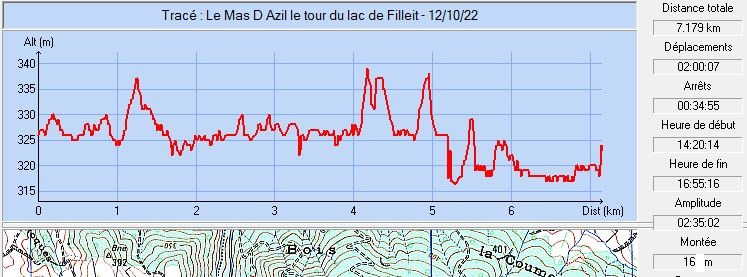 Tracé : Le Mas D Azil le tour du lac de Filleit - 12/10/22
Alt (m)
340
335
330
325
320
315
0 1 2 3 4 5 6 Dist (km)
Distance totale
7.179 km
Déplacements
02:00:07
Arrêts
00:34:55
Heure de début
14:20:14
Heure de fin
16:55:16
Amplitude
02:35:02
Montée
16 m
Brie
392
350
Bois
401
la Coume